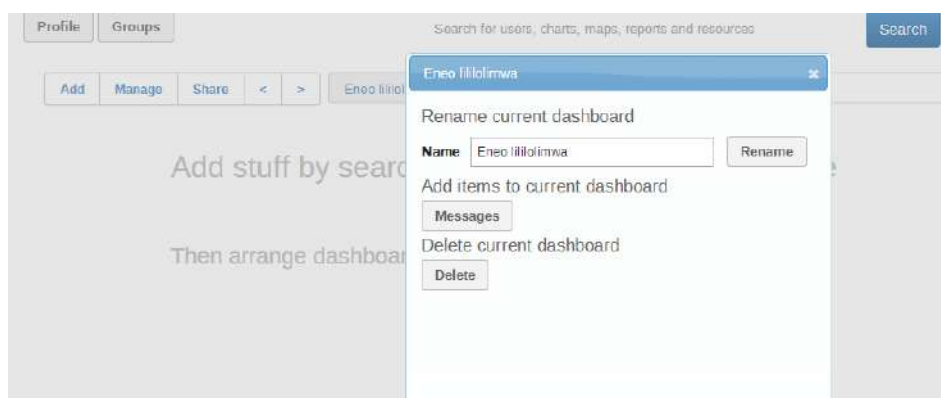 Profile Groups Search for users, charts, maps, reports and resources Search
Eneo lililolimwa
Add Manage Share < > Eneo lililol
Rename current dashboard
Name Eneo lililolimwa Rename
Add stuff by searc
Add items to current dashboard
Messages
Then arrange dashboar
Delete current dashboard
Delete